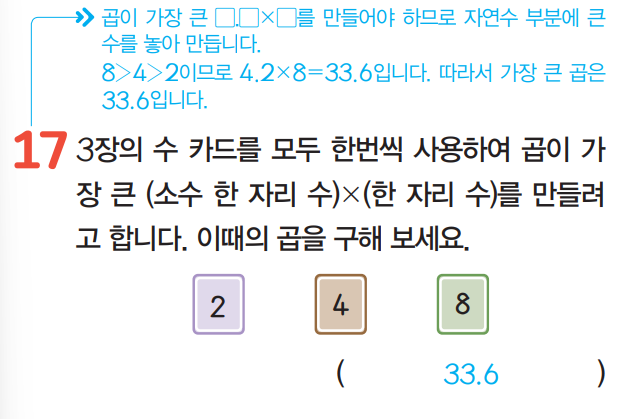 곱이 가장 큰 □.□×□를 만들어야 하므로 자연수 부분에 큰
수를 놓아 만듭니다.
8>4>2이므로 4.2×8=33.6입니다. 따라서 가장 큰 곱은
33.6입니다.
17 3장의 수 카드를 모두 한번씩 사용하여 곱이 가
장 큰 (소수 한 자리 수)×(한 자리 수)를 만들려
고 합니다. 이때의 곱을 구해 보세요.
2 4 8
( 33.6 )